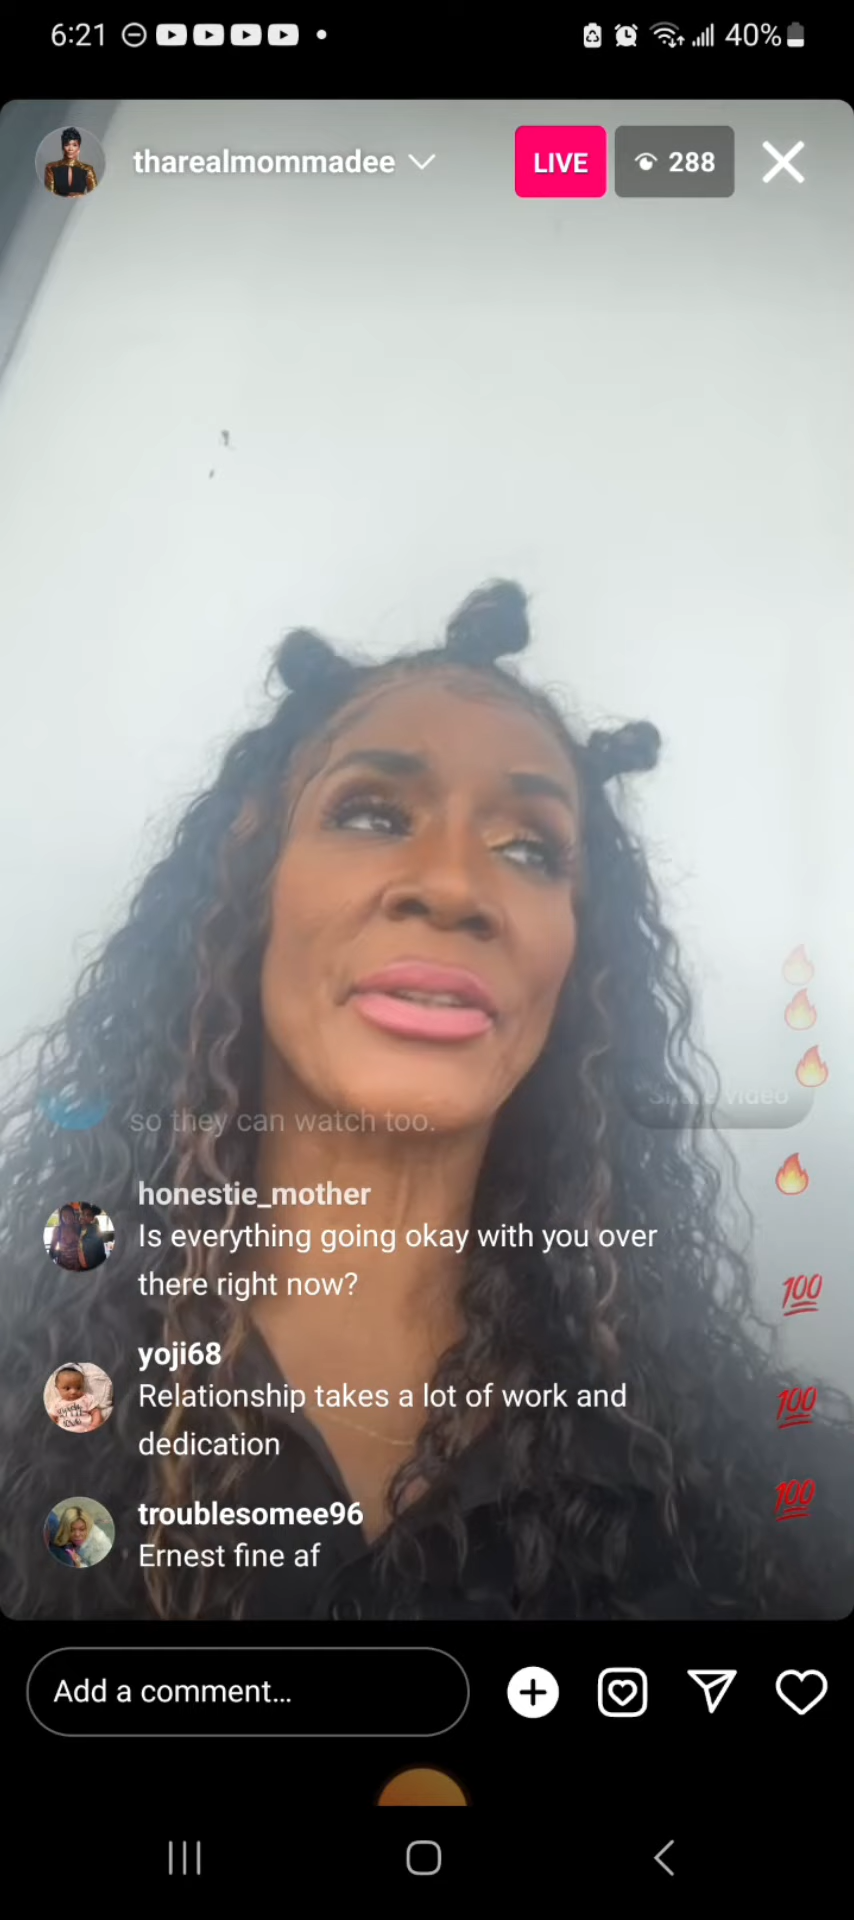 6:21
40%
tharealmommadee
LIVE
288
Share video
so they can watch too.
honestie_mother
Is everything going okay with you over
there right now?
yoji68
Relationship takes a lot of work and
dedication
troublesomee96
Ernest fine af
100
100
100
Add a comment...